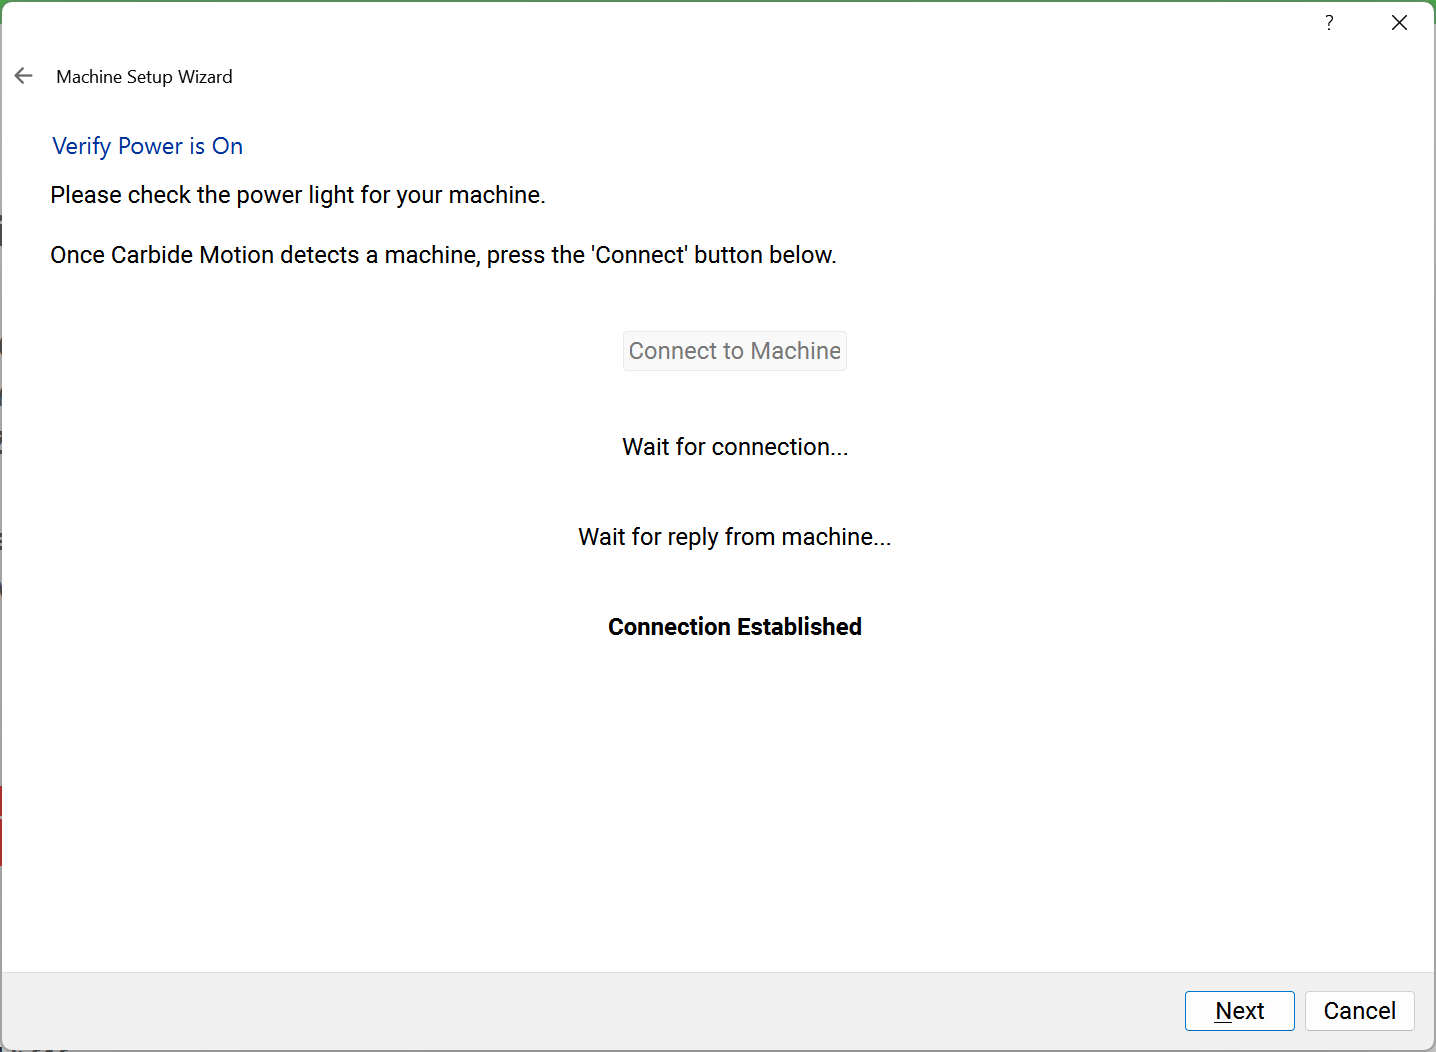 ?
Machine Setup Wizard
Verify Power is On
Please check the power light for your machine.
Once Carbide Motion detects a machine, press the 'Connect' button below.
Connect to Machine
Wait for connection...
Wait for reply from machine...
Connection Established
Next
Cancel